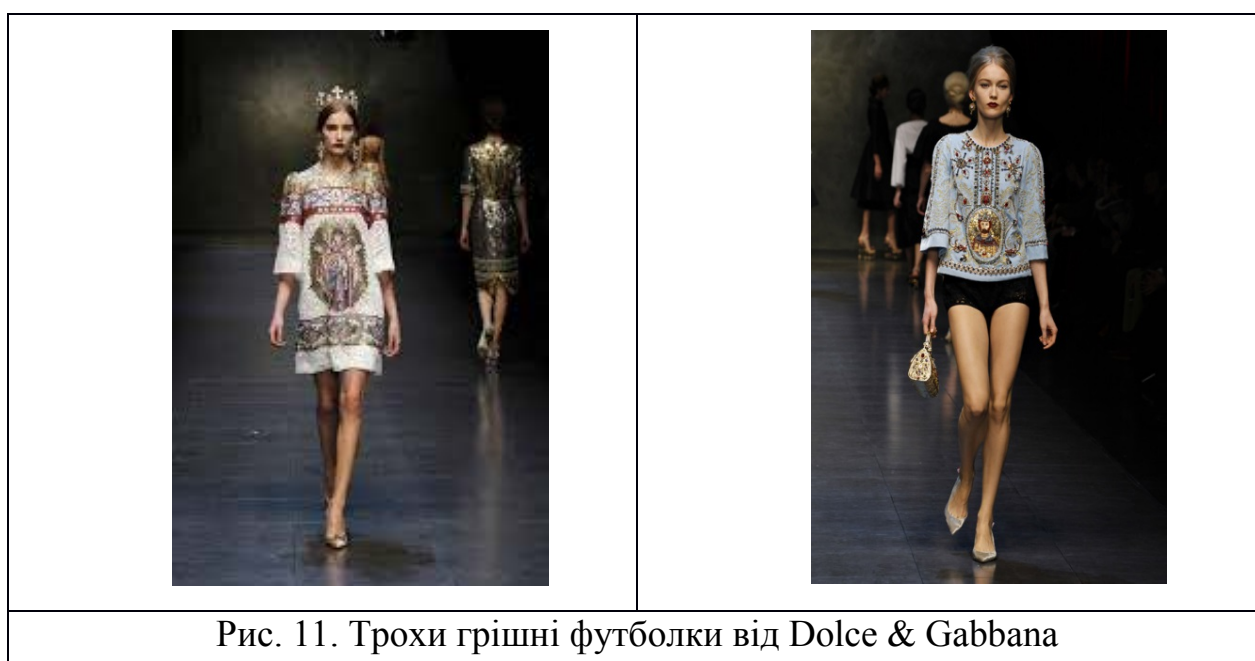 Рис. 11. Трохи грішні футболки від Dolce & Gabbana